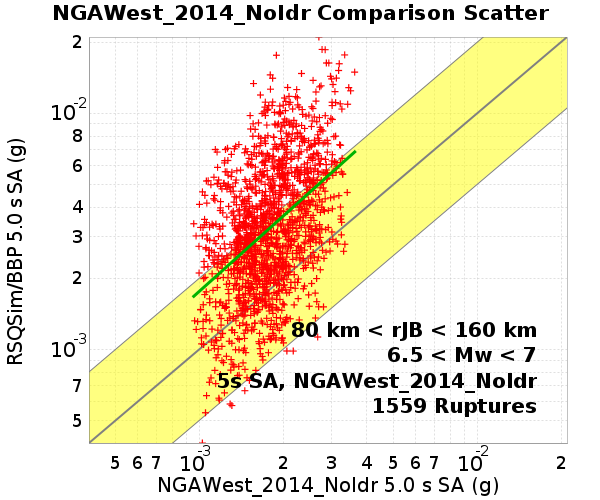 NGAWest_2014_NoIdr Comparison Scatter
RSQSim/BBP 5.0 s SA (g)
2
10-2
8
6
4
3
2
10-3
7
5
80 km < rJB < 160 km
6.5 < Mw < 7
5s SA, NGAWest_2014_NoIdr
1559 Ruptures
5 6 7 10-3 2 3 4 5 6 7 10-2 2
NGAWest_2014_NoIdr 5.0 s SA (g)